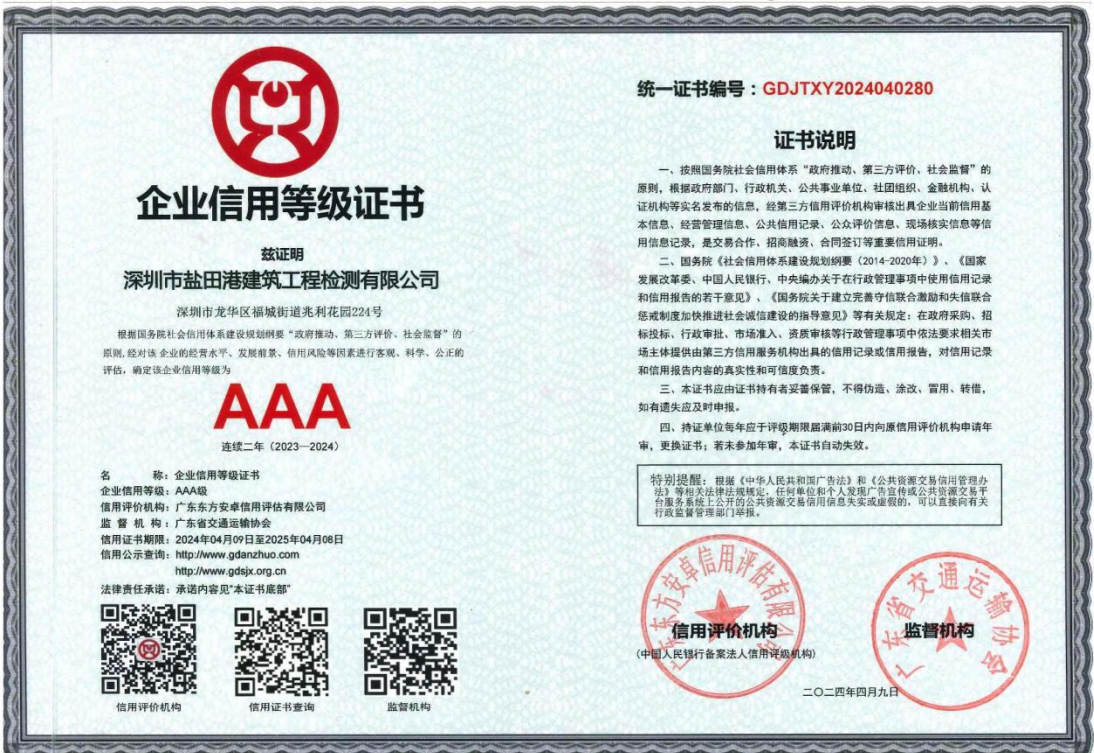 企业信用等级证书
兹证明
深圳市盐田港建筑工程检测有限公司
深圳市龙华区福城街道兆利花园224号
根据国务院社会信用体系建设规划纲要“政府推动、第三方评价、社会监督”的
原则,经对该企业的经营水平、发展前景、信用风险等因素进行客观、科学、公正的
评估，确定该企业信用等级为
AAA
连续二年（2023—2024）
名 称：企业信用等级证书
企业信用等级：AAA级
信用评价机构：广东东方安卓信用评估有限公司
监 督 机 构：广东省交通运输协会
信用证书期限：2024年04月09日至2025年04月08日
信用公示查询：http://www.gdanzhuo.com
http://www.gdsjx.org.cn
法律责任承诺：承诺内容见“本证书底部”
信用评价机构
信用证书查询
监督机构
统一证书编号：GDJTXY2024040280
证书说明
一、按照国务院社会信用体系“政府推动、第三方评价、社会监督”的
原则，根据政府部门、行政机关、公共事业单位、社团组织、金融机构、认
证机构等实名发布的信息，经第三方信用评价机构审核出具企业当前信用基
本信息、经营管理信息、公共信用记录、公众评价信息、现场核实信息等信
用信息记录，是交易合作、招商融资、合同签订等重要信用证明。
二、国务院《社会信用体系建设规划纲要（2014-2020年）》、《国家
发展改革委、中国人民银行、中央编办关于在行政管理事项中使用信用记录
和信用报告的若干意见》、《国务院关于建立完善守信联合激励和失信联合
惩戒制度加快推进社会诚信建设的指导意见》等有关规定：在政府采购、招
标投标、行政审批、市场准入、资质审核等行政管理事项中依法要求相关市
场主体提供由第三方信用服务机构出具的信用记录或信用报告，对信用记录
和信用报告内容的真实性和可信度负责。
三、本证书应由证书持有者妥善保管，不得伪造、涂改、冒用、转借，
如有遗失应及时申报。
四、持证单位每年应于评级期限届满前30日内向原信用评价机构申请年
审，更换证书；若未参加年审，本证书自动失效。
特别提醒：根据《中华人民共和国广告法》和《公共资源交易信用管理办
法》等相关法律法规规定，任何单位和个人发现广告宣传或公共资源交易平
台服务系统上公开的公共资源交易信用信息失实或虚假的，可以直接向有关
行政监督管理部门举报。
广东东方安卓信用评估有限公司
信用评价机构
(中国人民银行备案法人信用评级机构)
广东省交通运输协会
监督机构
二〇二四年四月九日